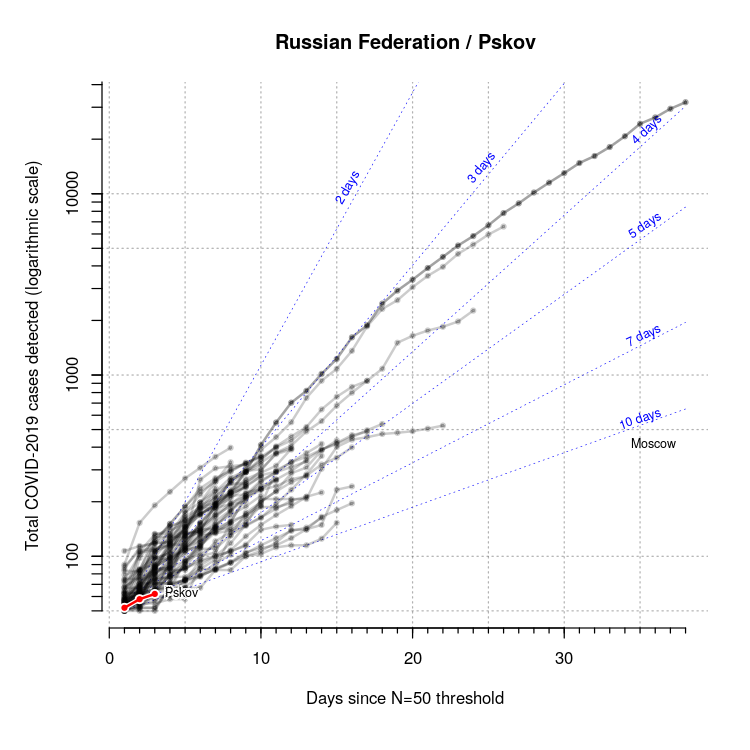 Russian Federation / Pskov
Total COVID-2019 cases detected (logarithmic scale)
10000
1000
100
2 days
3 days
4 days
5 days
7 days
10 days
Moscow
Pskov
0 10 20 30
Days since N=50 threshold